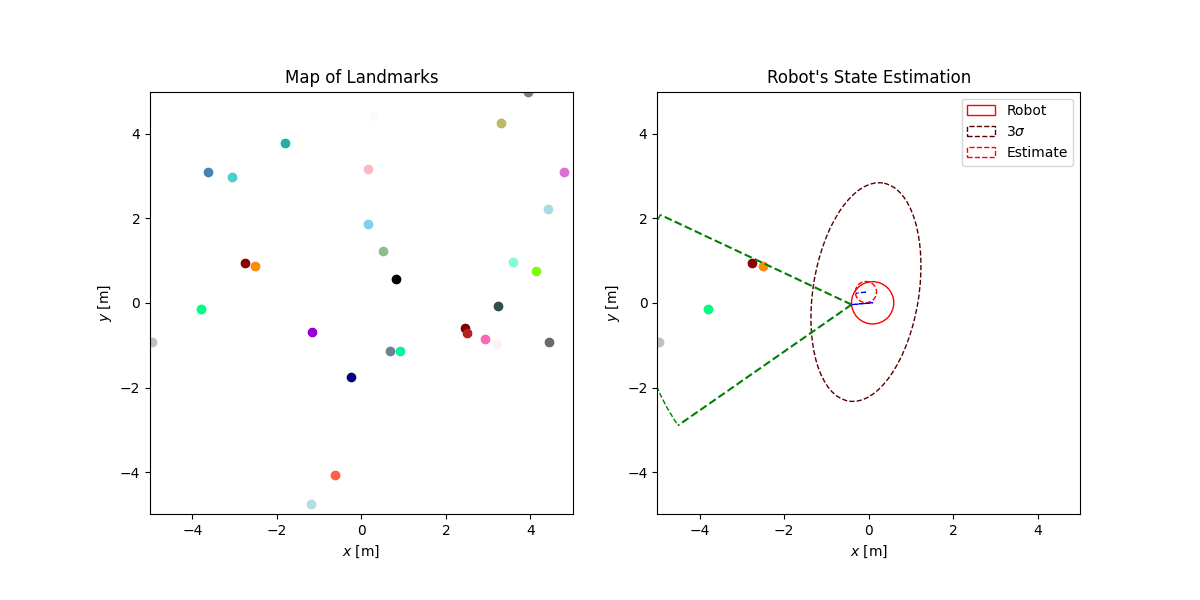 Map of Landmarks
4
2
0
−2
−4
y [m]
−4 −2 0 2 4
x [m]
Robot's State Estimation
Robot
3σ
Estimate
4
2
0
−2
−4
y [m]
−4 −2 0 2 4
x [m]